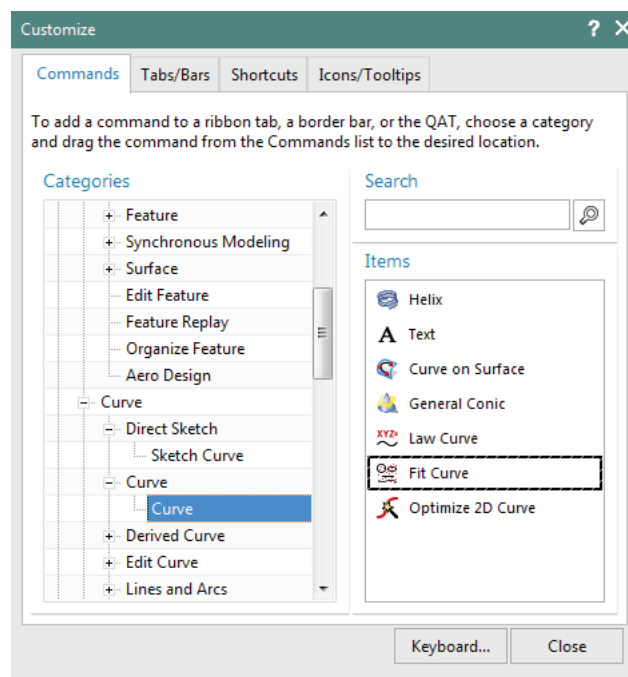 Customize
?
Commands
Tabs/Bars
Shortcuts
Icons/Tooltips
To add a command to a ribbon tab, a border bar, or the QAT, choose a category
and drag the command from the Commands list to the desired location.
Categories
Feature
Synchronous Modeling
Surface
Edit Feature
Feature Replay
Organize Feature
Aero Design
Curve
Direct Sketch
Sketch Curve
Curve
Curve
Derived Curve
Edit Curve
Lines and Arcs
Search
Items
Helix
A Text
Curve on Surface
General Conic
XYZ= Law Curve
Fit Curve
Optimize 2D Curve
Keyboard...
Close